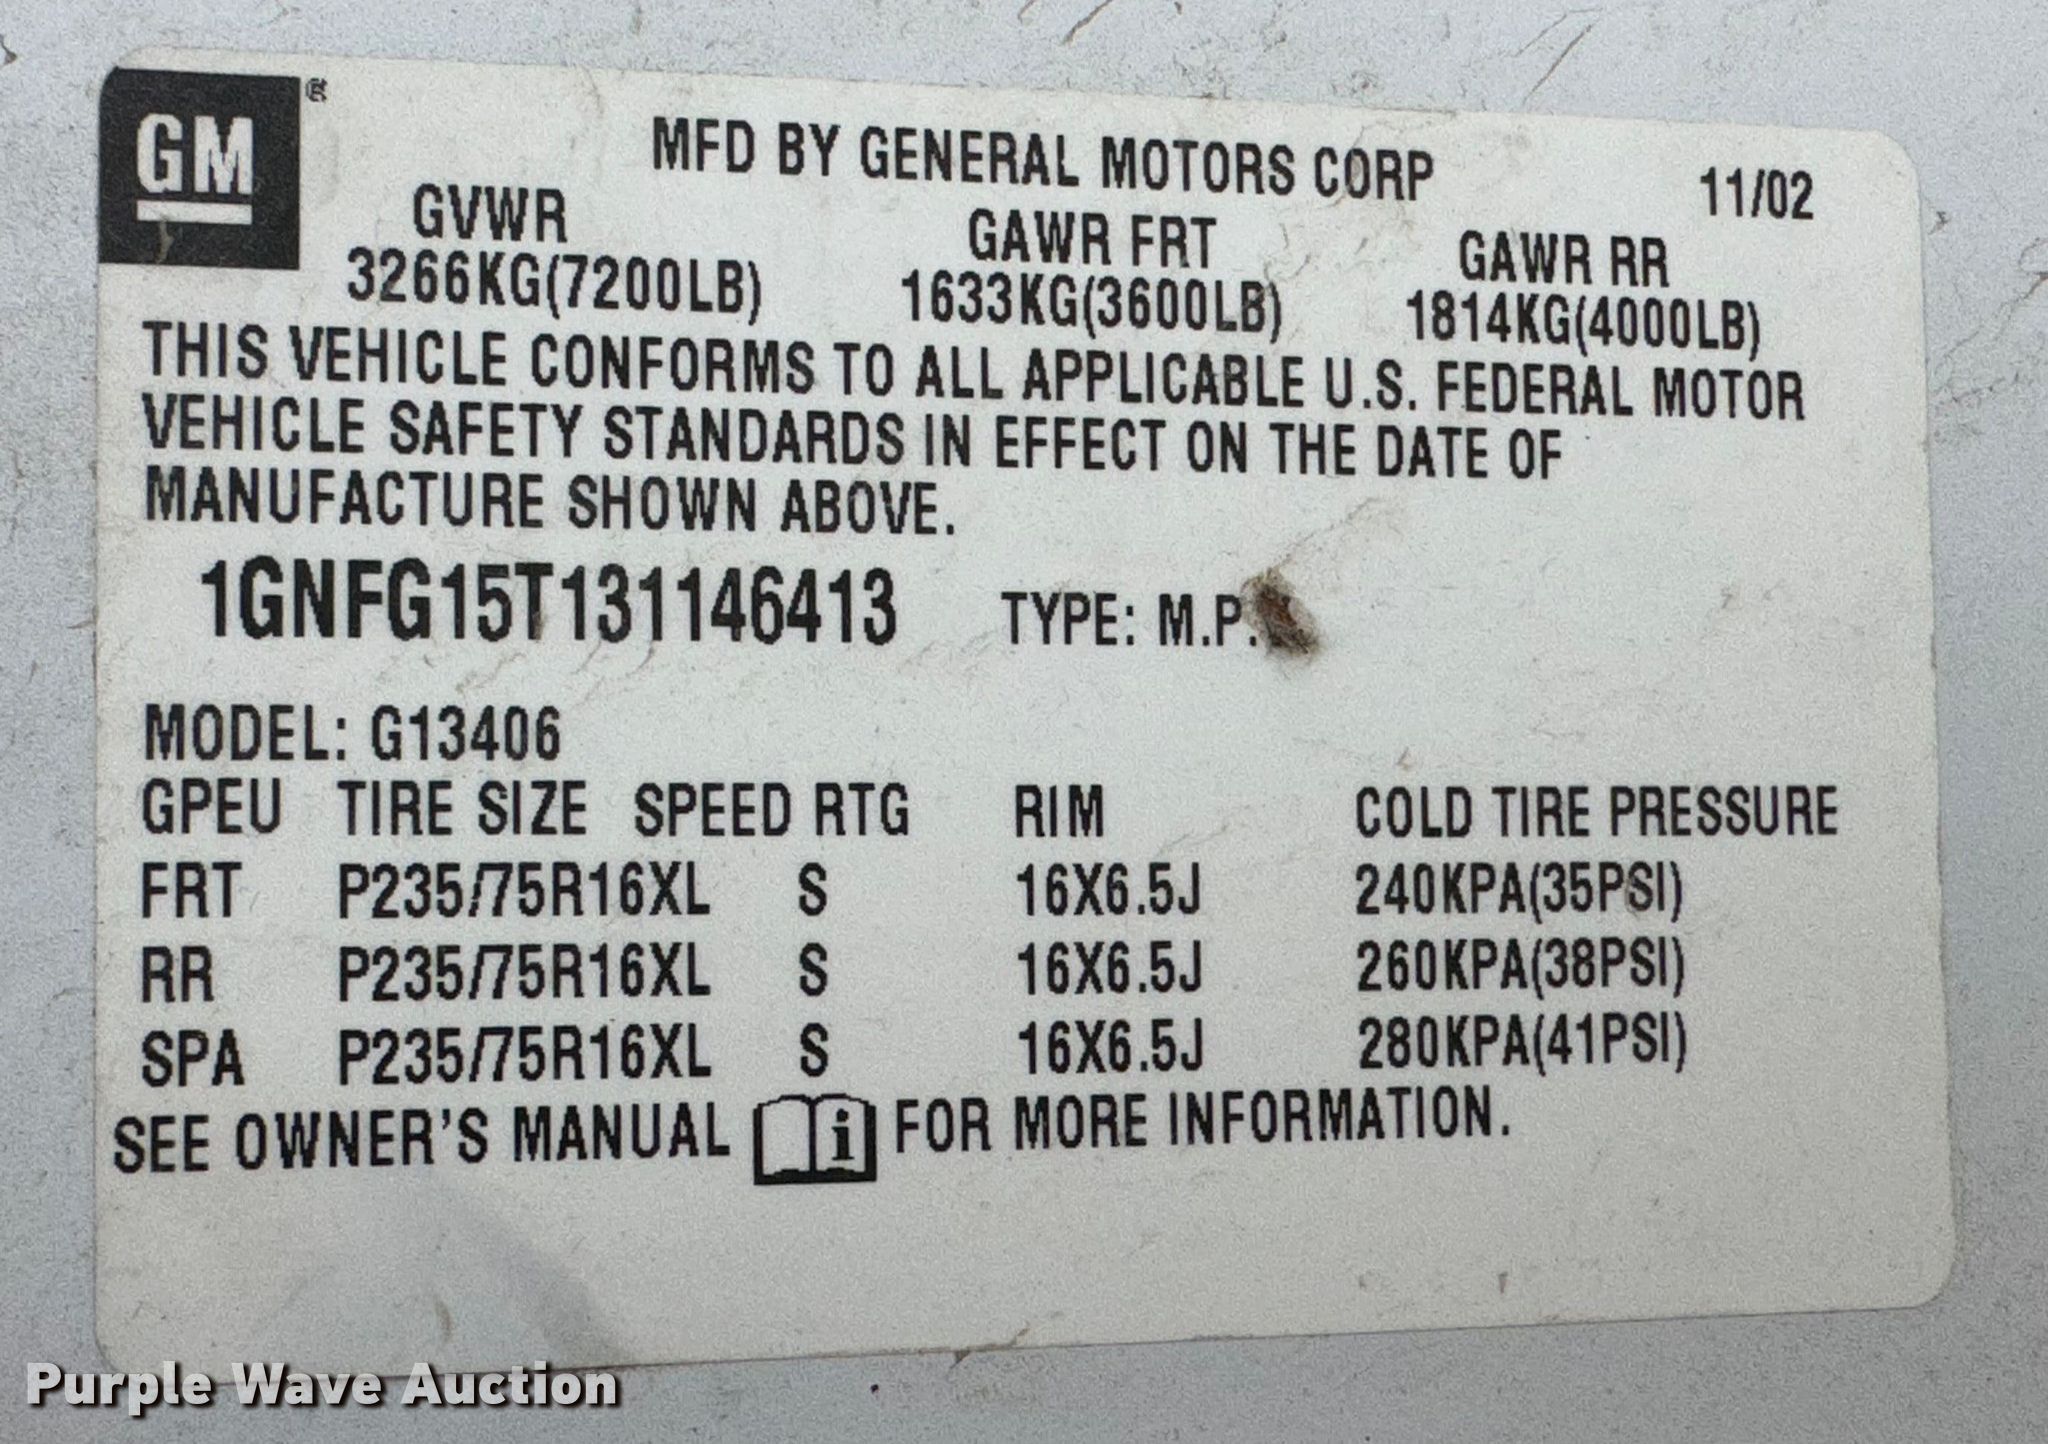 GM ®
MFD BY GENERAL MOTORS CORP 11/02
GVWR GAWR FRT GAWR RR
3266KG(7200LB) 1633KG(3600LB) 1814KG(4000LB)
THIS VEHICLE CONFORMS TO ALL APPLICABLE U.S. FEDERAL MOTOR
VEHICLE SAFETY STANDARDS IN EFFECT ON THE DATE OF
MANUFACTURE SHOWN ABOVE.
1GNFG15T131146413 TYPE: M.P.
MODEL: G13406
GPEU TIRE SIZE SPEED RTG RIM COLD TIRE PRESSURE
FRT P235/75R16XL S 16X6.5J 240KPA(35PSI)
RR P235/75R16XL S 16X6.5J 260KPA(38PSI)
SPA P235/75R16XL S 16X6.5J 280KPA(41PSI)
SEE OWNER'S MANUAL i FOR MORE INFORMATION.
Purple Wave Auction